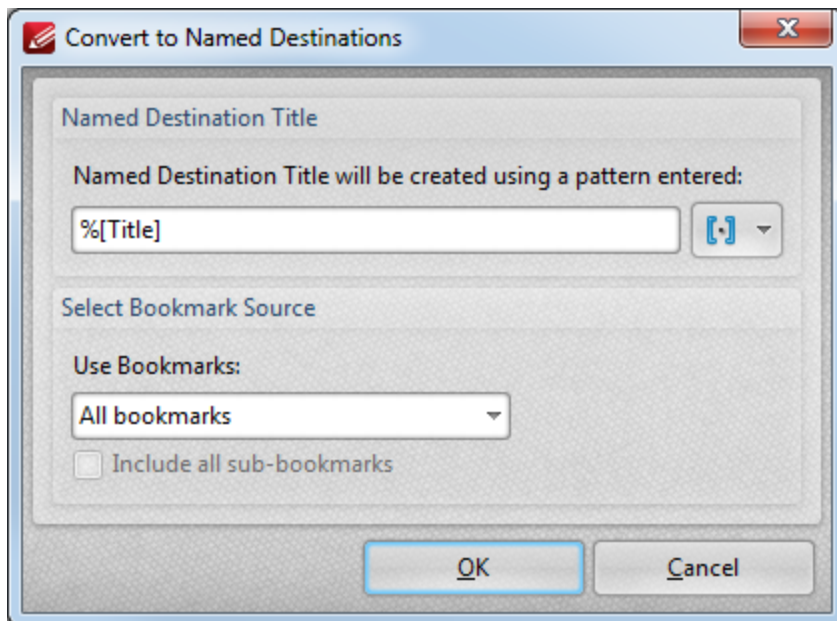 Convert to Named Destinations
Named Destination Title
Named Destination Title will be created using a pattern entered:
%[Title]
Select Bookmark Source
Use Bookmarks:
All bookmarks
Include all sub-bookmarks
OK
Cancel